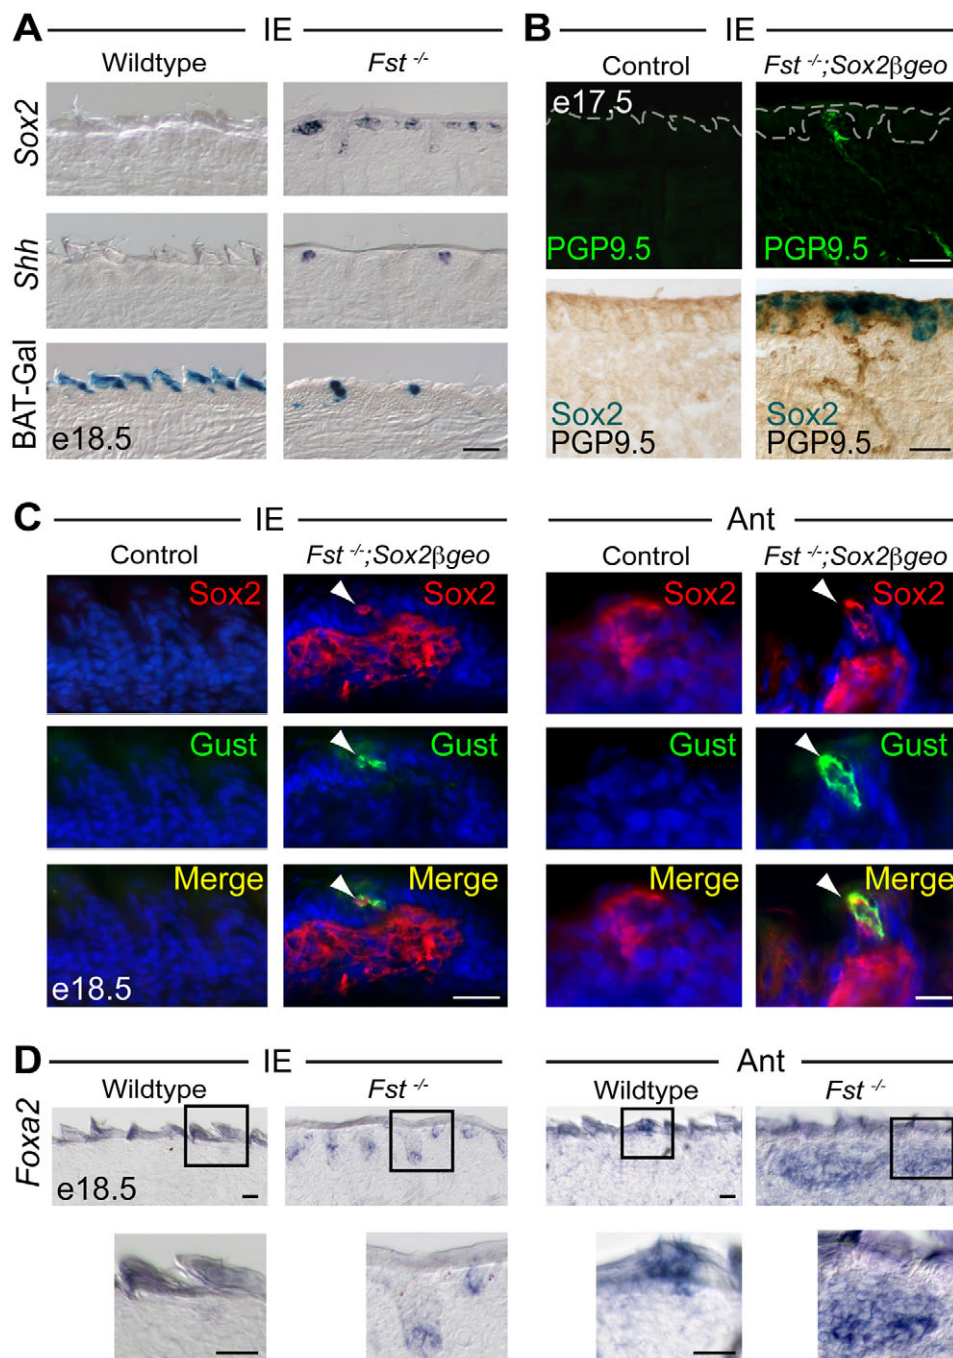 A IE
Wildtype Fst -/-
Sox2
Shh
BAT-Gal
e18.5
B IE
Control Fst -/-;Sox2βgeo
e17.5
PGP9.5 PGP9.5
Sox2 Sox2
PGP9.5 PGP9.5
C IE Ant
Control Fst -/-;Sox2βgeo Control Fst -/-;Sox2βgeo
Sox2 Sox2 Sox2 Sox2
Gust Gust Gust Gust
Merge Merge Merge Merge
e18.5
D IE Ant
Wildtype Fst -/- Wildtype Fst -/-
Foxa2
e18.5